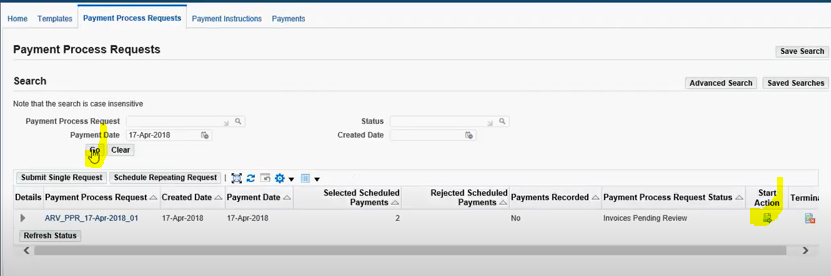 Home Templates Payment Process Requests Payment Instructions Payments
Payment Process Requests
Save Search
Search
Advanced Search Saved Searches
Note that the search is case insensitive
Payment Process Request Status
Payment Date 17-Apr-2018 Created Date
Go Clear
Submit Single Request Schedule Repeating Request
Details Payment Process Request Created Date Payment Date Selected Scheduled Payments Rejected Scheduled Payments Payments Recorded Payment Process Request Status Start Action Termina
ARV_PPR_17-Apr-2018_01 17-Apr-2018 17-Apr-2018 2 No Invoices Pending Review
Refresh Status